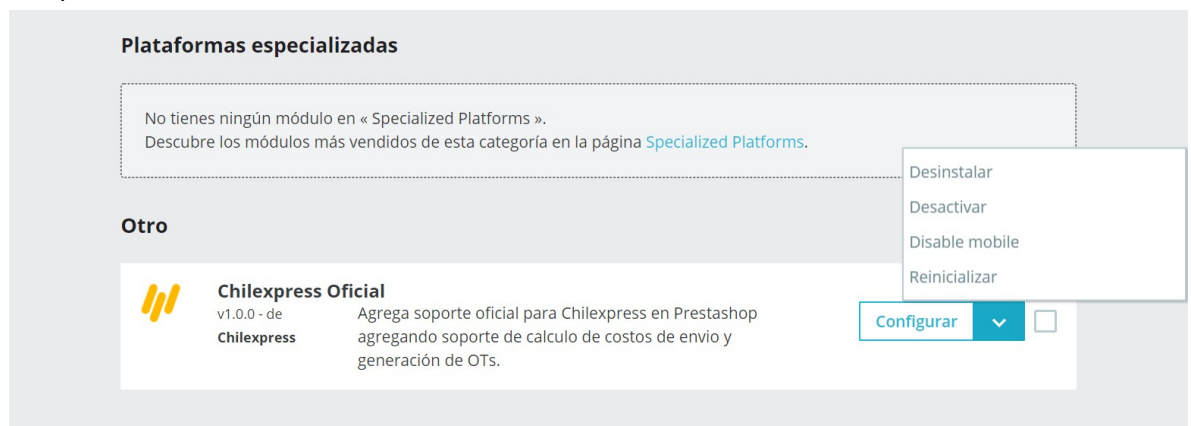 Plataformas especializadas
No tienes ningún módulo en « Specialized Platforms ».
Descubre los módulos más vendidos de esta categoría en la página Specialized Platforms.
Desinstalar
Desactivar
Disable mobile
Reinicializar
Otro
Chilexpress Oficial
v1.0.0 - de
Chilexpress
Agrega soporte oficial para Chilexpress en Prestashop
agregando soporte de calculo de costos de envio y
generación de OTs.
Configurar